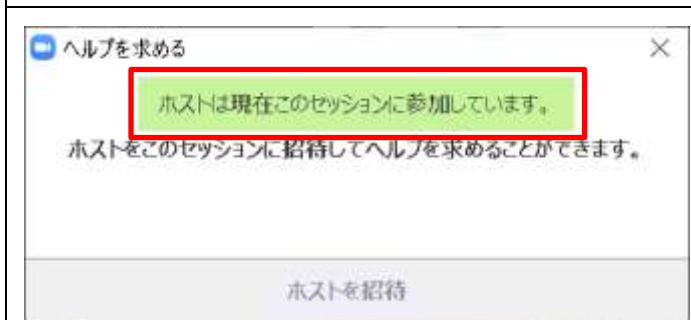 ヘルプを求める
ホストは現在このセッションに参加しています。
ホストをこのセッションに招待してヘルプを求めることができます。
ホストを招待